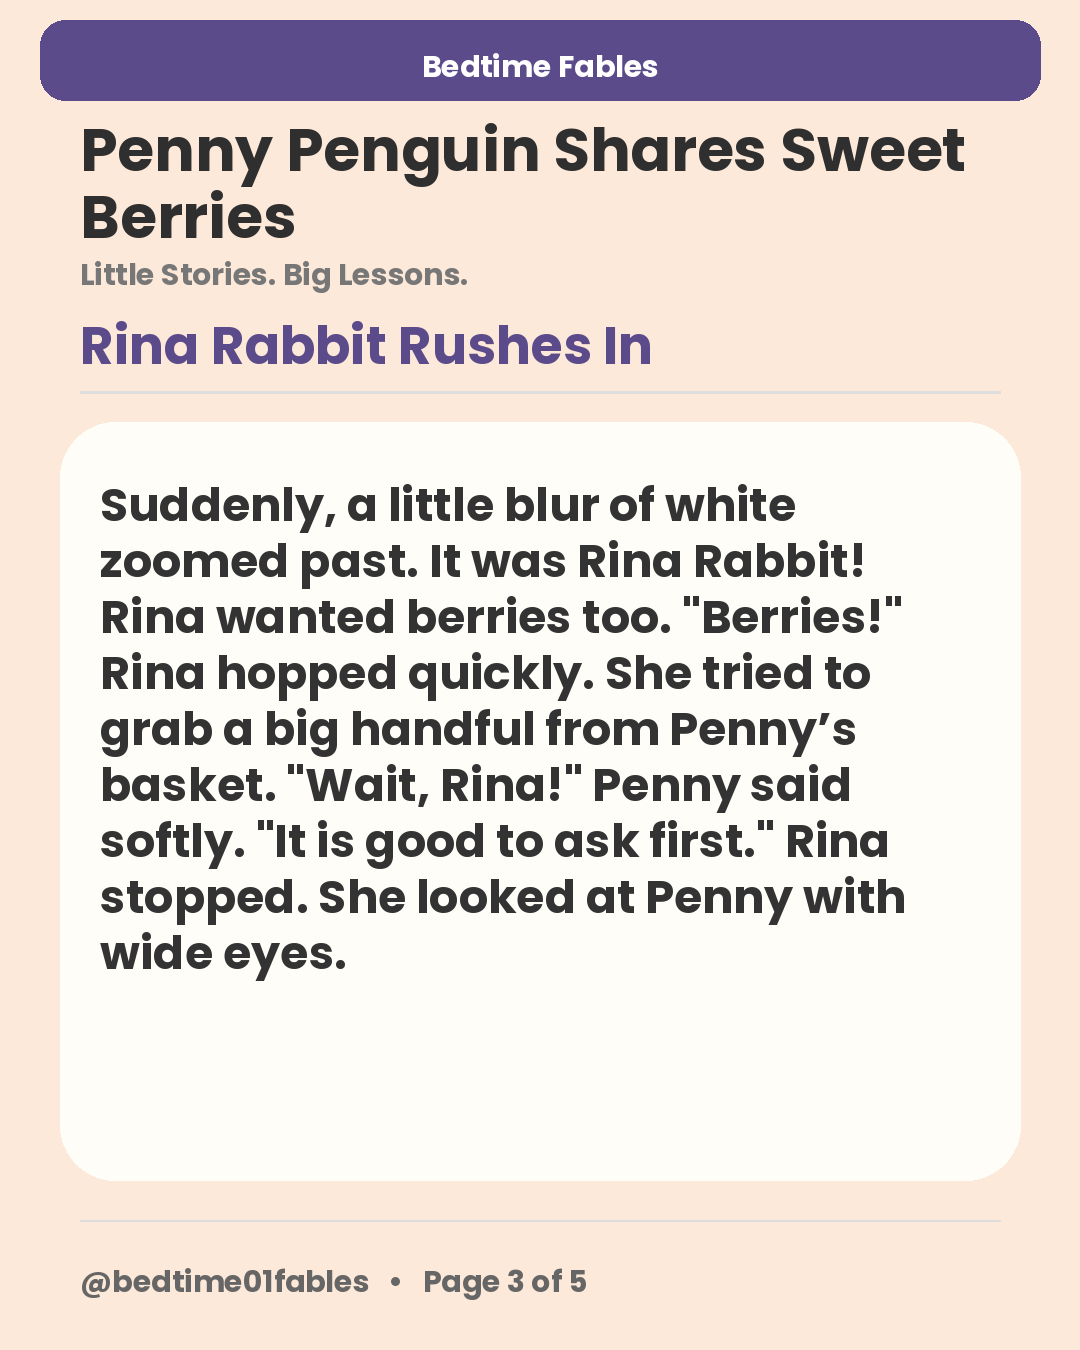 Bedtime Fables
Penny Penguin Shares Sweet
Berries
Little Stories. Big Lessons.
Rina Rabbit Rushes In
Suddenly, a little blur of white
zoomed past. It was Rina Rabbit!
Rina wanted berries too. "Berries!"
Rina hopped quickly. She tried to
grab a big handful from Penny’s
basket. "Wait, Rina!" Penny said
softly. "It is good to ask first." Rina
stopped. She looked at Penny with
wide eyes.
@bedtime01fables • Page 3 of 5